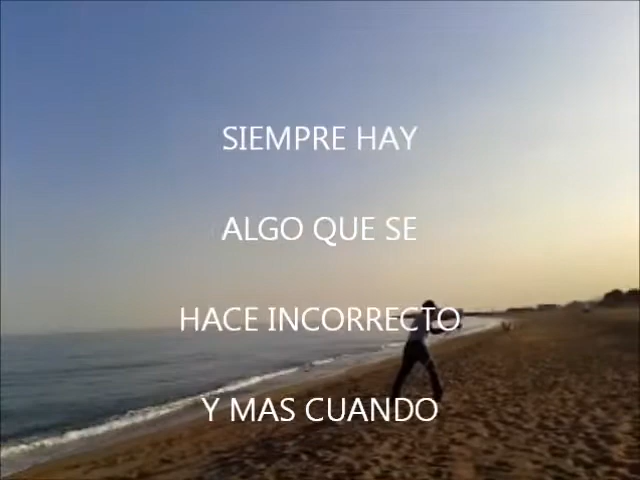 SIEMPRE HAY
ALGO QUE SE
HACE INCORRECTO
Y MAS CUANDO